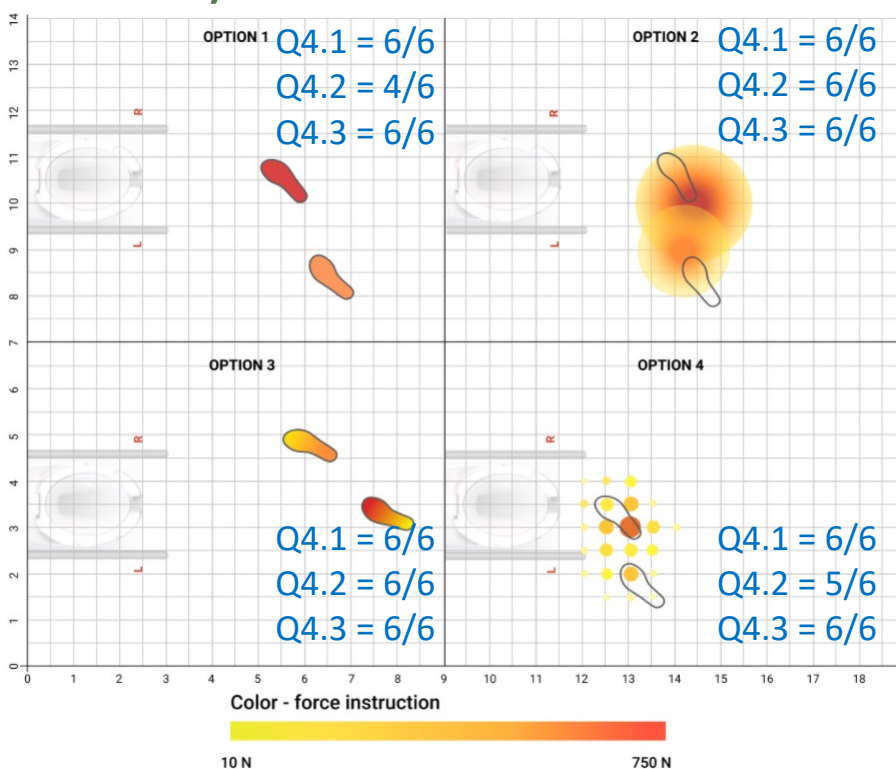 OPTION 1
Q4.1 = 6/6
Q4.2 = 4/6
Q4.3 = 6/6
R
L
OPTION 2
Q4.1 = 6/6
Q4.2 = 6/6
Q4.3 = 6/6
R
L
OPTION 3
R
L
Q4.1 = 6/6
Q4.2 = 6/6
Q4.3 = 6/6
OPTION 4
R
L
Q4.1 = 6/6
Q4.2 = 5/6
Q4.3 = 6/6
14
13
12
11
10
9
8
7
6
5
4
3
2
1
0
0 1 2 3 4 5 6 7 8 9 10 11 12 13 14 15 16 17 18
Color - force instruction
10 N 750 N